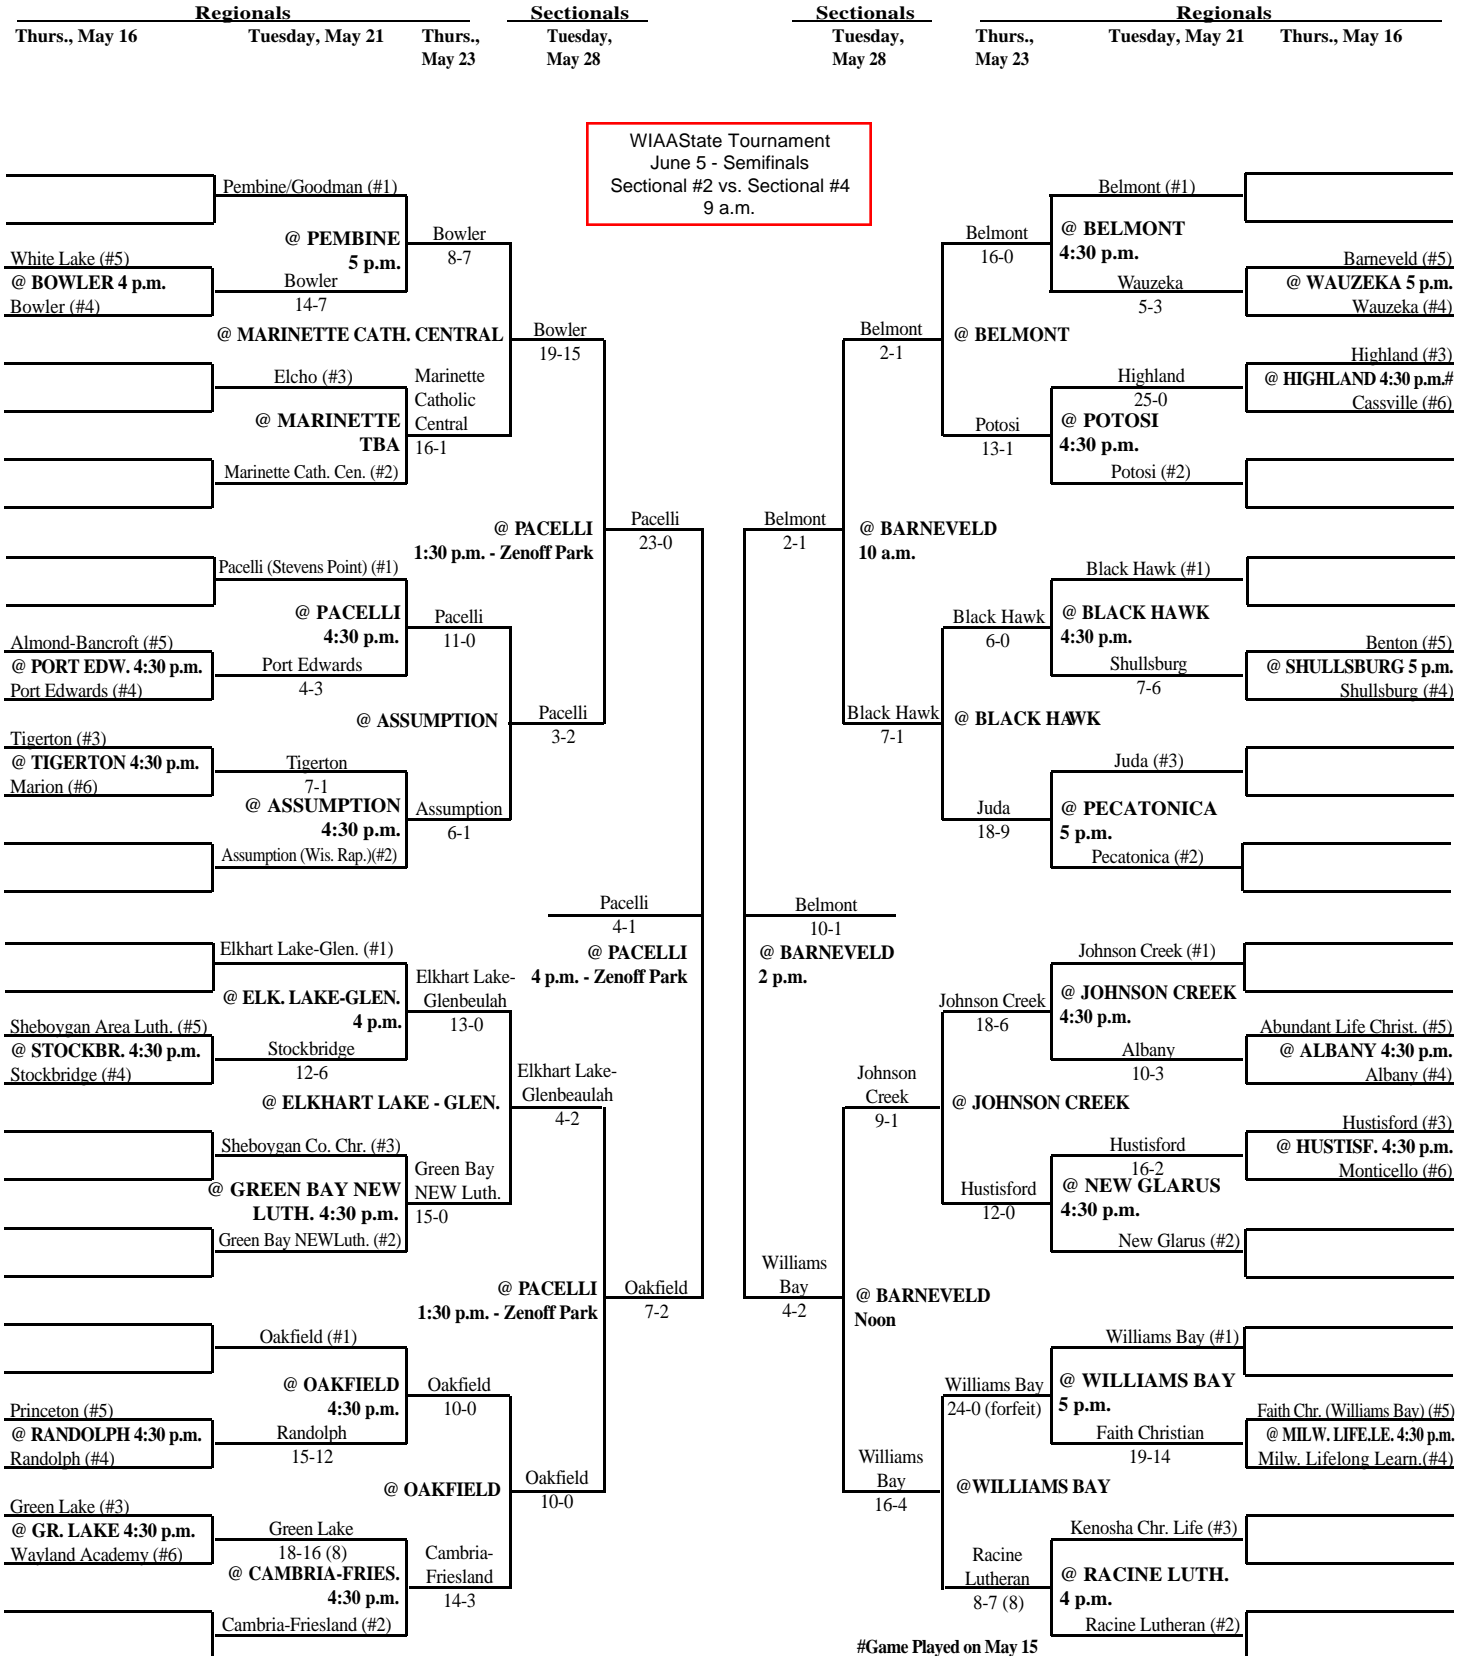 Regionals
Sectionals
Sectionals
Regionals
Thurs., May 16
Tuesday, May 21
Thurs.,
May 23
Tuesday,
May 28
Tuesday,
May 28
Thurs.,
May 23
Tuesday, May 21
Thurs., May 16
WIAAState Tournament
June 5 - Semifinals
Sectional #2 vs. Sectional #4
9 a.m.
Pembine/Goodman (#1)
@ PEMBINE
5 p.m.
Bowler
8-7
White Lake (#5)
@ BOWLER 4 p.m.
Bowler (#4)
Bowler
14-7
@ MARINETTE CATH. CENTRAL
Bowler
19-15
Elcho (#3)
Marinette
Catholic
Central
16-1
@ MARINETTE
TBA
Marinette Cath. Cen. (#2)
@ PACELLI
1:30 p.m. - Zenoff Park
Pacelli
23-0
Pacelli (Stevens Point) (#1)
@ PACELLI
4:30 p.m.
Pacelli
11-0
Almond-Bancroft (#5)
@ PORT EDW. 4:30 p.m.
Port Edwards (#4)
Port Edwards
4-3
@ ASSUMPTION
Pacelli
3-2
Tigerton (#3)
@ TIGERTON 4:30 p.m.
Marion (#6)
Tigerton
7-1
@ ASSUMPTION
4:30 p.m.
Assumption
6-1
Assumption (Wis. Rap.)(#2)
Pacelli
4-1
@ PACELLI
4 p.m. - Zenoff Park
Elkhart Lake-Glen. (#1)
@ ELK. LAKE-GLEN.
4 p.m.
Elkhart Lake-
Glenbeulah
13-0
Sheboygan Area Luth. (#5)
@ STOCKBR. 4:30 p.m.
Stockbridge (#4)
Stockbridge
12-6
@ ELKHART LAKE - GLEN.
Elkhart Lake-
Glenbeaulah
4-2
Sheboygan Co. Chr. (#3)
@ GREEN BAY NEW
LUTH. 4:30 p.m.
Green Bay
NEW Luth.
15-0
Green Bay NEWLuth. (#2)
@ PACELLI
1:30 p.m. - Zenoff Park
Oakfield
7-2
Oakfield (#1)
@ OAKFIELD
4:30 p.m.
Oakfield
10-0
Princeton (#5)
@ RANDOLPH 4:30 p.m.
Randolph (#4)
Randolph
15-12
@ OAKFIELD
Oakfield
10-0
Green Lake (#3)
@ GR. LAKE 4:30 p.m.
Wayland Academy (#6)
Green Lake
18-16 (8)
@ CAMBRIA-FRIES.
4:30 p.m.
Cambria-
Friesland
14-3
Cambria-Friesland (#2)
Belmont (#1)
Belmont
16-0
@ BELMONT
4:30 p.m.
Barneveld (#5)
@ WAUZEKA 5 p.m.
Wauzeka (#4)
Wauzeka
5-3
Belmont
2-1
@ BELMONT
Highland (#3)
@ HIGHLAND 4:30 p.m.#
Cassville (#6)
Highland
25-0
Potosi
13-1
@ POTOSI
4:30 p.m.
Potosi (#2)
Belmont
2-1
@ BARNEVELD
10 a.m.
Black Hawk (#1)
Black Hawk
6-0
@ BLACK HAWK
4:30 p.m.
Benton (#5)
@ SHULLSBURG 5 p.m.
Shullsburg (#4)
Shullsburg
7-6
Black Hawk
7-1
@ BLACK HAWK
Juda (#3)
Juda
18-9
@ PECATONICA
5 p.m.
Pecatonica (#2)
Belmont
10-1
@ BARNEVELD
2 p.m.
Johnson Creek (#1)
Johnson Creek
18-6
@ JOHNSON CREEK
4:30 p.m.
Abundant Life Christ. (#5)
@ ALBANY 4:30 p.m.
Albany (#4)
Albany
10-3
Johnson
Creek
9-1
@ JOHNSON CREEK
Hustisford (#3)
@ HUSTISF. 4:30 p.m.
Monticello (#6)
Hustisford
16-2
Hustisford
12-0
@ NEW GLARUS
4:30 p.m.
New Glarus (#2)
Williams
Bay
4-2
@ BARNEVELD
Noon
Williams Bay (#1)
Williams Bay
24-0 (forfeit)
@ WILLIAMS BAY
5 p.m.
Faith Chr. (Williams Bay) (#5)
@ MILW. LIFE.LE. 4:30 p.m.
Milw. Lifelong Learn.(#4)
Faith Christian
19-14
Williams
Bay
16-4
@WILLIAMS BAY
Kenosha Chr. Life (#3)
Racine
Lutheran
8-7 (8)
@ RACINE LUTH.
4 p.m.
Racine Lutheran (#2)
#Game Played on May 15